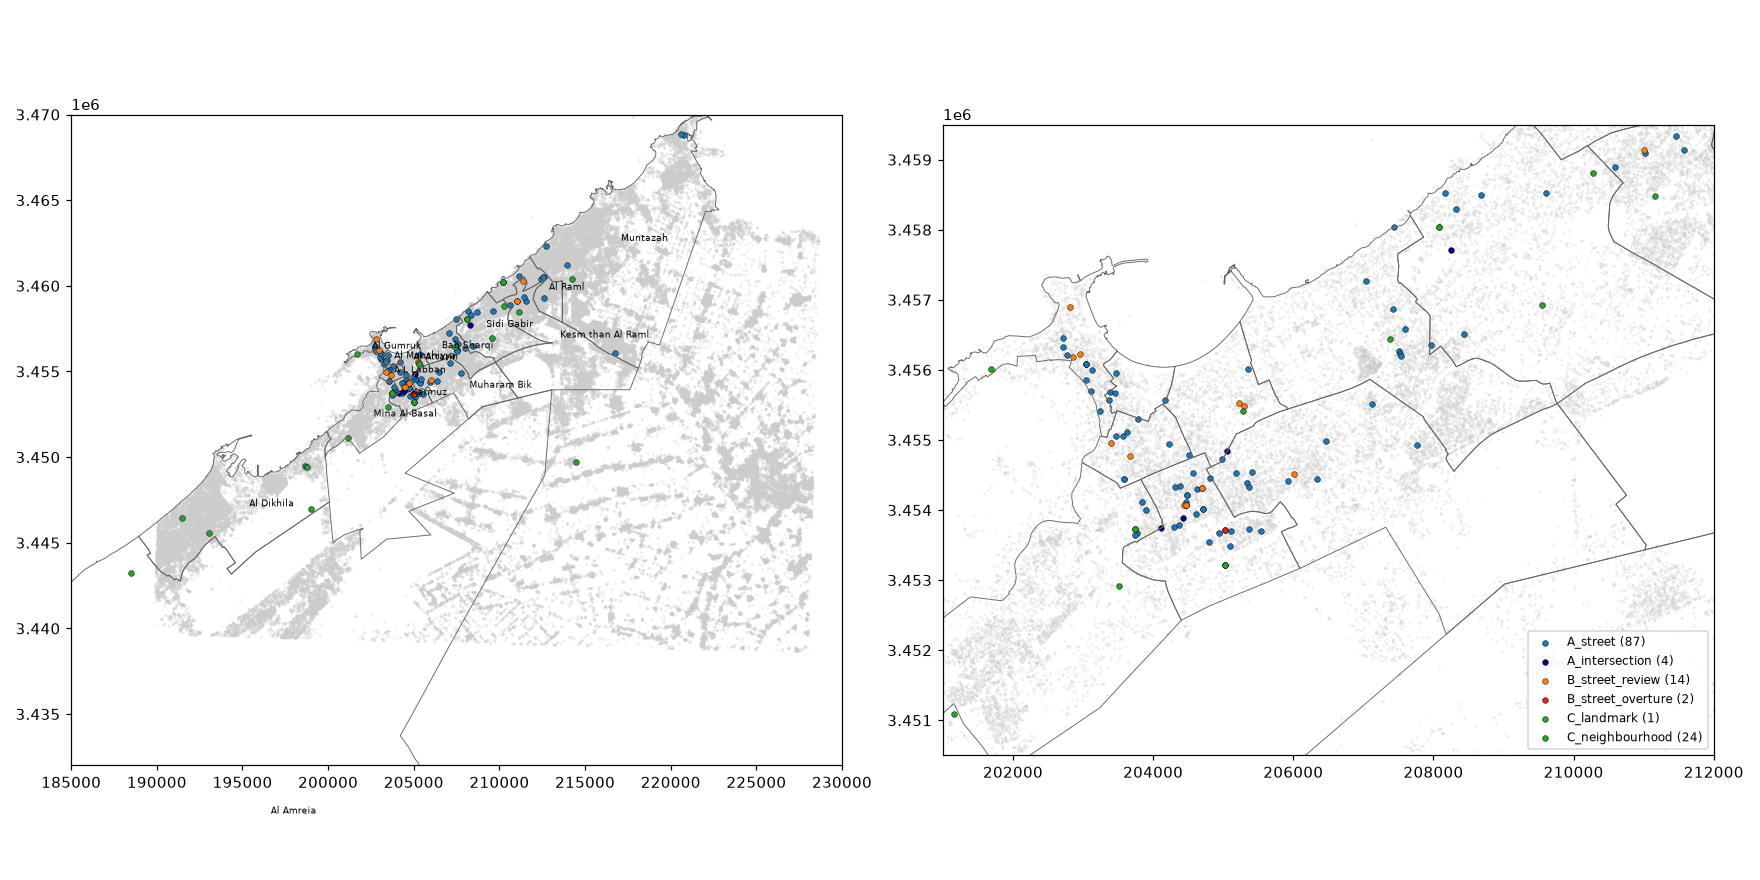 1e6
3.470
3.465
3.460
3.455
3.450
3.445
3.440
3.435
185000 190000 195000 200000 205000 210000 215000 220000 225000 230000
Muntazah
Al Raml
Sidi Gabir
Kesm than Al Raml
Bab Sharqi
Al Labban
Muharam Bik
Mina Al-Basal
Al Dikhila
Al Amreia
1e6
3.459
3.458
3.457
3.456
3.455
3.454
3.453
3.452
3.451
202000 204000 206000 208000 210000 212000
A_street (87)
A_intersection (4)
B_street_review (14)
B_street_overture (2)
C_landmark (1)
C_neighbourhood (24)